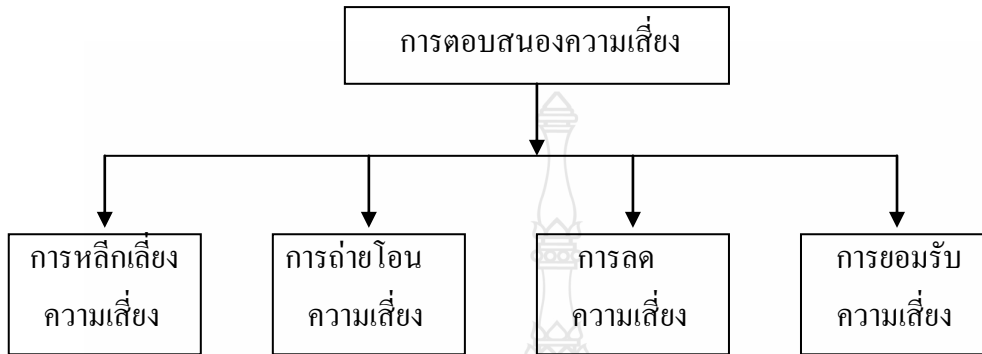 การตอบสนองความเสี่ยง
การหลีกเลี่ยง
ความเสี่ยง
การถ่ายโอน
ความเสี่ยง
การลด
ความเสี่ยง
การยอมรับ
ความเสี่ยง